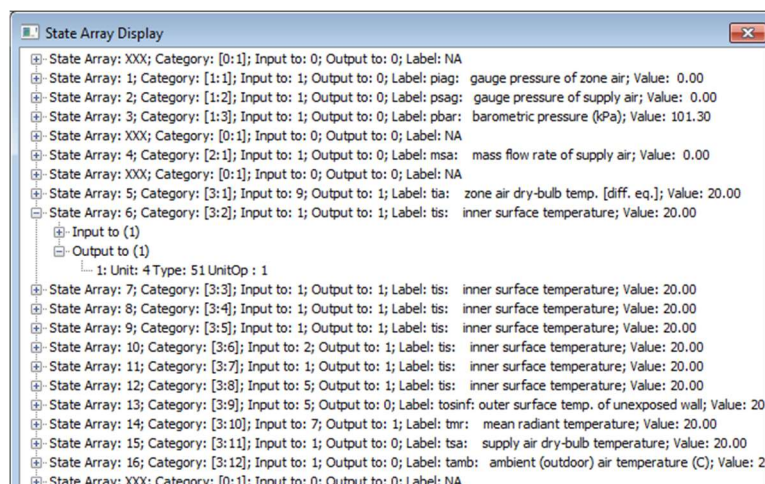 State Array Display
State Array: XXX; Category: [0:1]; Input to: 0; Output to: 0; Label: NA
State Array: 1; Category: [1:1]; Input to: 1; Output to: 0; Label: piag: gauge pressure of zone air; Value: 0.00
State Array: 2; Category: [1:2]; Input to: 1; Output to: 0; Label: psag: gauge pressure of supply air; Value: 0.00
State Array: 3; Category: [1:3]; Input to: 1; Output to: 0; Label: pbar: barometric pressure (kPa); Value: 101.30
State Array: XXX; Category: [0:1]; Input to: 0; Output to: 0; Label: NA
State Array: 4; Category: [2:1]; Input to: 1; Output to: 0; Label: msa: mass flow rate of supply air; Value: 0.00
State Array: XXX; Category: [0:1]; Input to: 0; Output to: 0; Label: NA
State Array: 5; Category: [3:1]; Input to: 9; Output to: 1; Label: tia: zone air dry-bulb temp. [diff. eq.]; Value: 20.00
State Array: 6; Category: [3:2]; Input to: 1; Output to: 1; Label: tis: inner surface temperature; Value: 20.00
Input to (1)
Output to (1)
1: Unit: 4 Type: 51 UnitOp : 1
State Array: 7; Category: [3:3]; Input to: 1; Output to: 1; Label: tis: inner surface temperature; Value: 20.00
State Array: 8; Category: [3:4]; Input to: 1; Output to: 1; Label: tis: inner surface temperature; Value: 20.00
State Array: 9; Category: [3:5]; Input to: 1; Output to: 1; Label: tis: inner surface temperature; Value: 20.00
State Array: 10; Category: [3:6]; Input to: 2; Output to: 1; Label: tis: inner surface temperature; Value: 20.00
State Array: 11; Category: [3:7]; Input to: 1; Output to: 1; Label: tis: inner surface temperature; Value: 20.00
State Array: 12; Category: [3:8]; Input to: 5; Output to: 1; Label: tis: inner surface temperature; Value: 20.00
State Array: 13; Category: [3:9]; Input to: 5; Output to: 0; Label: tosinf: outer surface temp. of unexposed wall; Value: 20
State Array: 14; Category: [3:10]; Input to: 7; Output to: 1; Label: tmr: mean radiant temperature; Value: 20.00
State Array: 15; Category: [3:11]; Input to: 1; Output to: 0; Label: tsa: supply air dry-bulb temperature; Value: 20.00
State Array: 16; Category: [3:12]; Input to: 1; Output to: 0; Label: tamb: ambient (outdoor) air temperature (C); Value: 2
State Array: XXX; Category: [0:1]; Input to: 0; Output to: 0; Label: NA